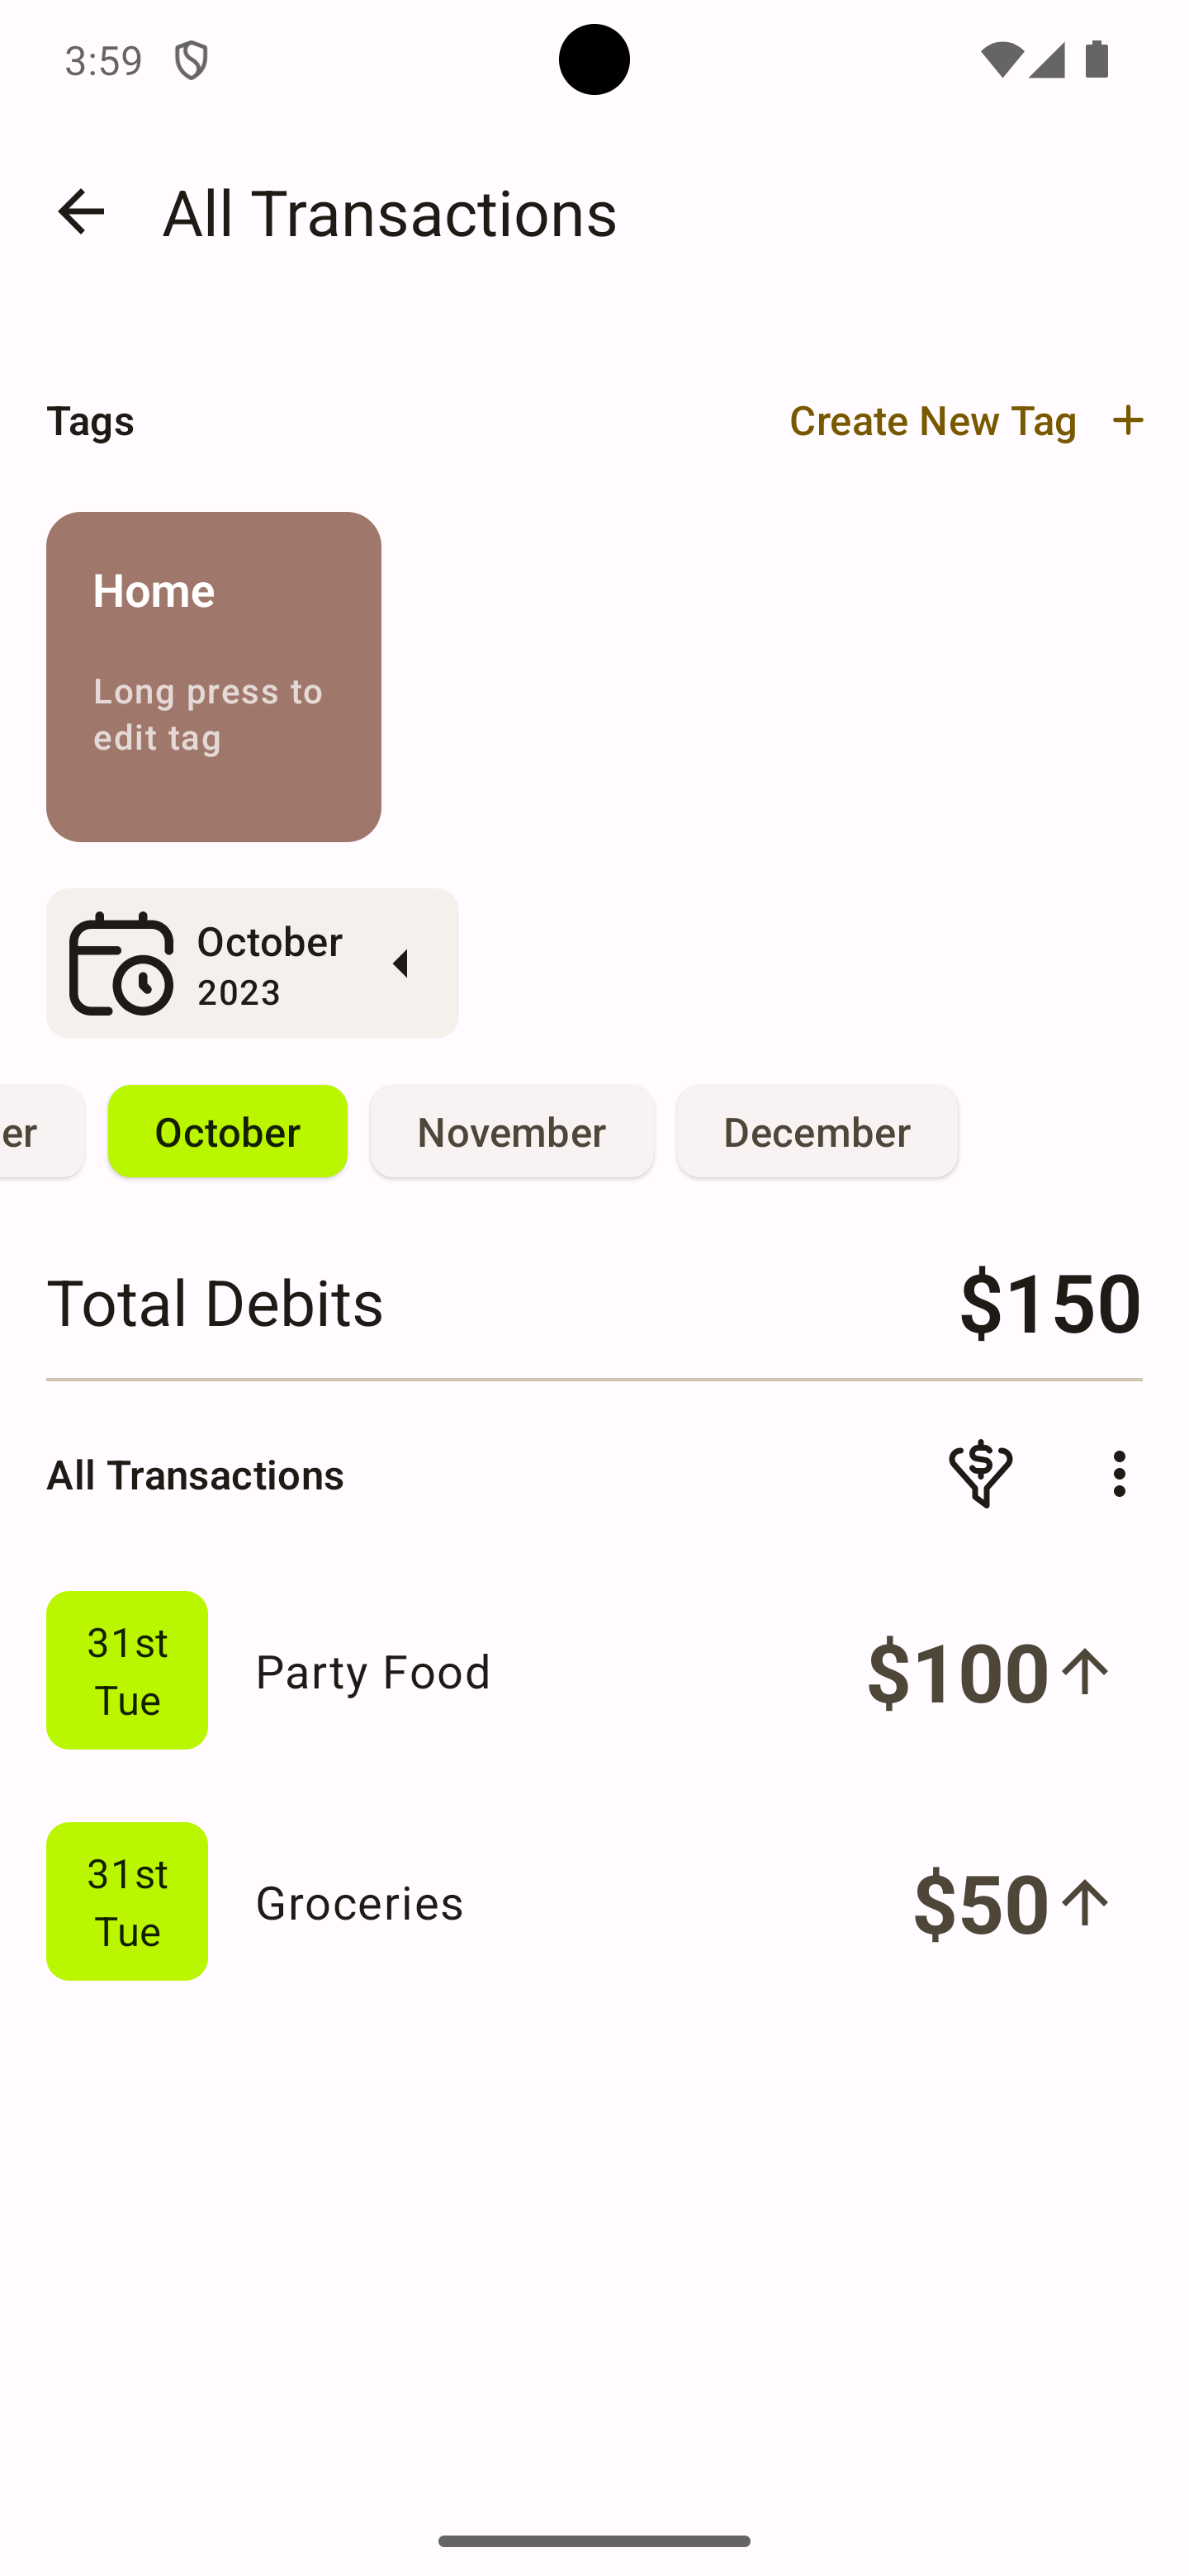 3:59
All Transactions
Tags
Create New Tag +
Home
Long press to
edit tag
October
2023
er
October
November
December
Total Debits
$150
All Transactions
31st
Tue
Party Food
$100
31st
Tue
Groceries
$50